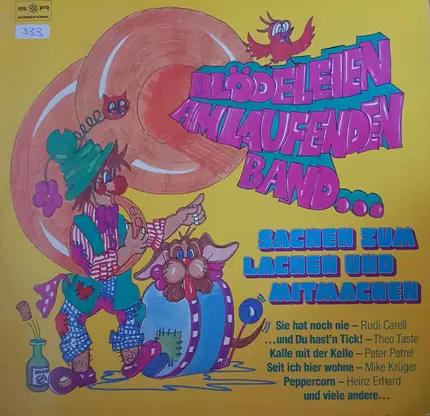 S★R
INTERNATIONAL
333
BLÖDELEIEN
AM LAUFENDEN
BAND...
SACHEN ZUM
LACHEN UND
MITMACHEN
Sie hat noch nie – Rudi Carell
...und Du hast'n Tick! – Theo Taste
Kalle mit der Kelle – Peter Petrel
Seit ich hier wohne – Mike Krüger
Peppercorn – Heinz Erhard
und viele andere...